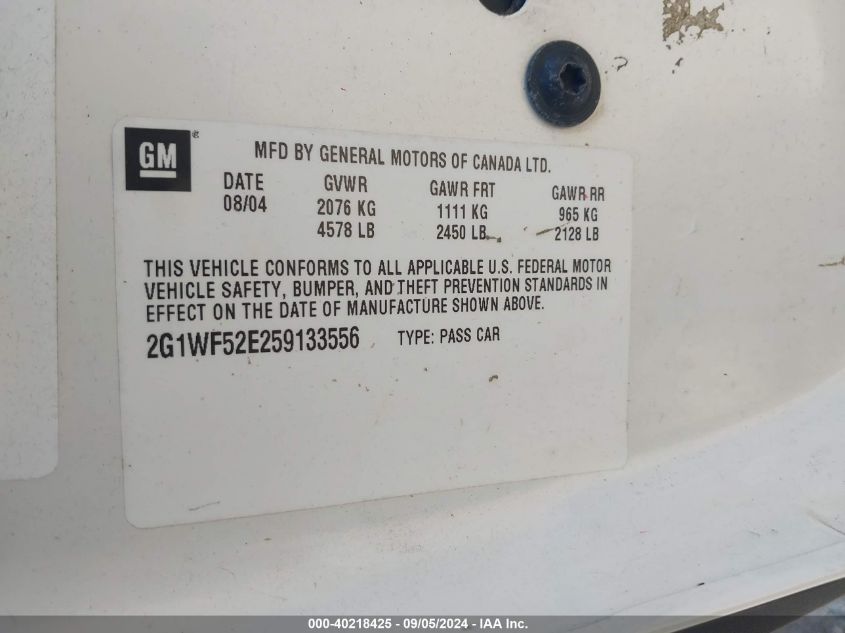 GM ®
MFD BY GENERAL MOTORS OF CANADA LTD.
DATE GVWR GAWR FRT GAWR RR
08/04 2076 KG 1111 KG 965 KG
4578 LB 2450 LB 2128 LB
THIS VEHICLE CONFORMS TO ALL APPLICABLE U.S. FEDERAL MOTOR
VEHICLE SAFETY, BUMPER, AND THEFT PREVENTION STANDARDS IN
EFFECT ON THE DATE OF MANUFACTURE SHOWN ABOVE.
2G1WF52E259133556 TYPE: PASS CAR
000-40218425 - 09/05/2024 - IAA Inc.